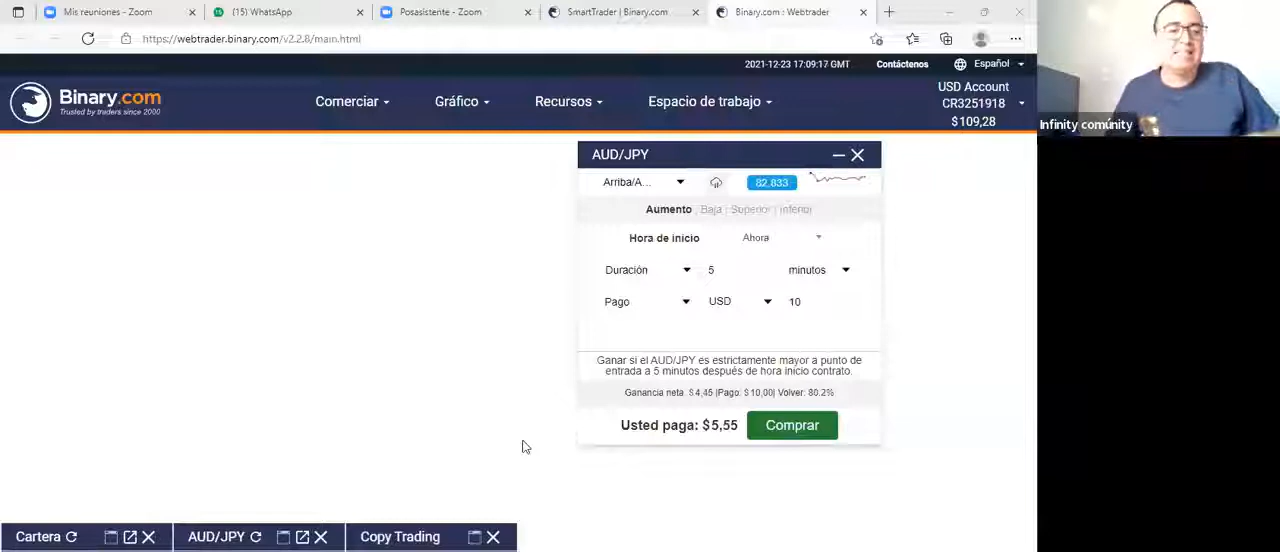 Mis reuniones - Zoom
(15) WhatsApp
Posasistente - Zoom
SmartTrader | Binary.com
Binary.com : Webtrader
https://webtrader.binary.com/v2.2.8/main.html
2021-12-23 17:09:17 GMT
Contáctenos
Español
Binary.com
Trusted by traders since 2000
Comerciar
Gráfico
Recursos
Espacio de trabajo
USD Account
CR3251918
$109,28
Infinity comúnity
AUD/JPY
Arriba/A...
82,833
Aumento | Baja | Superior | Inferior
Hora de inicio Ahora
Duración 5 minutos
Pago USD 10
Ganar si el AUD/JPY es estrictamente mayor a punto de
entrada a 5 minutos después de hora inicio contrato.
Ganancia neta: $ 4,45 |Pago: $ 10,00| Volver: 80.2%
Usted paga: $ 5,55 Comprar
Cartera
AUD/JPY
Copy Trading